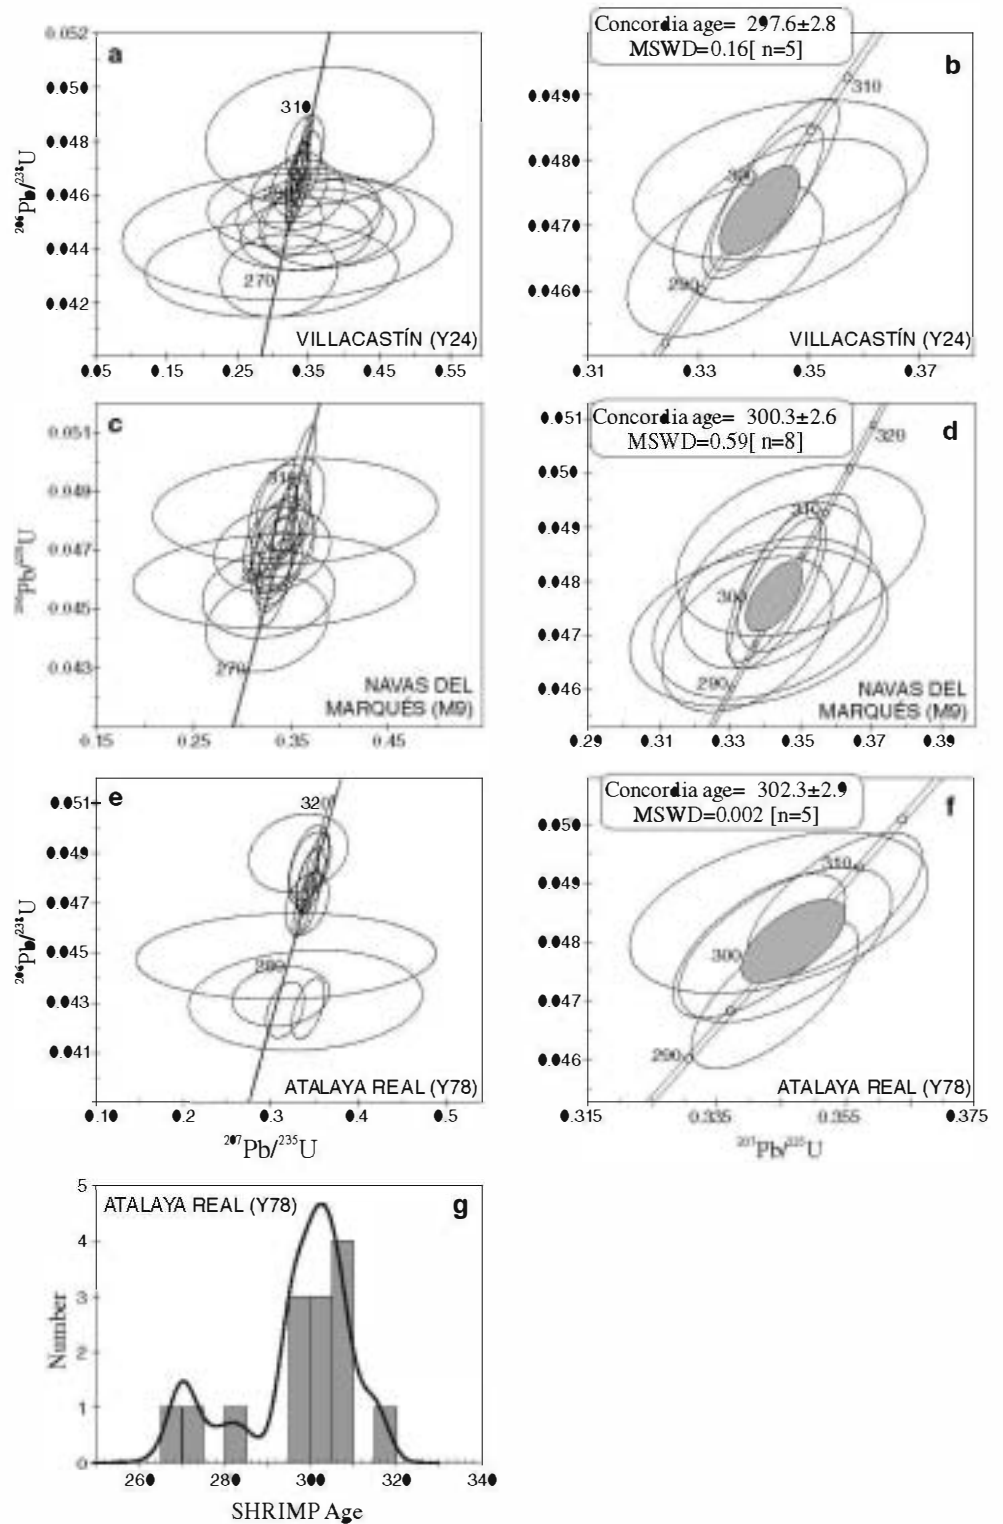 a
0.052
0.050
0.048
0.046
0.044
0.042
²⁰⁶Pb/²³⁸U
310
270
VILLACASTÍN (Y24)
0.05 0.15 0.25 0.35 0.45 0.55
Concordia age= 297.6±2.8
MSWD=0.16[ n=5]
b
310
0.0490
0.0480
0.0470
0.0460
300
290
VILLACASTÍN (Y24)
0.31 0.33 0.35 0.37
c
0.051
0.049
0.047
0.045
0.043
310
270
NAVAS DEL
MARQUÉS (M9)
0.15 0.25 0.35 0.45
Concordia age= 300.3±2.6
MSWD=0.59[ n=8]
d
320
0.051
0.050
0.049
0.048
0.047
0.046
310
300
290
NAVAS DEL
MARQUÉS (M9)
0.29 0.31 0.33 0.35 0.37 0.39
e
320
0.051
0.049
0.047
0.045
0.043
0.041
²⁰⁶Pb/²³⁸U
280
ATALAYA REAL (Y78)
0.10 0.2 0.3 0.4 0.5
²⁰⁷Pb/²³⁵U
Concordia age= 302.3±2.9
MSWD=0.002 [n=5]
f
0.050
0.049
0.048
0.047
0.046
310
300
290
ATALAYA REAL (Y78)
0.315 0.335 0.355 0.375
²⁰⁷Pb/²³⁵U
ATALAYA REAL (Y78)
g
5
4
3
2
1
0
Number
260 280 300 320 340
SHRIMP Age